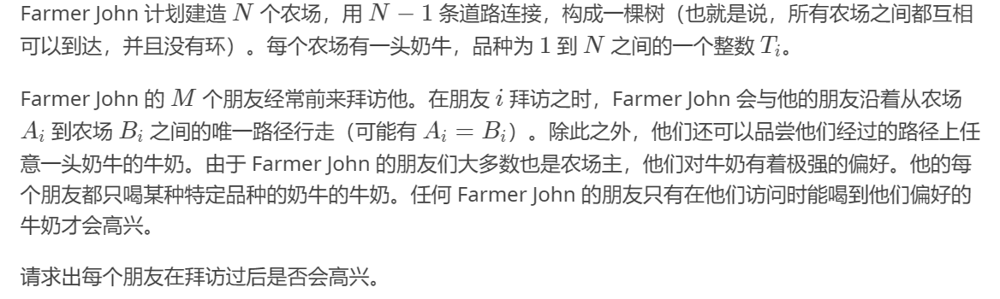 Farmer John 计划建造 N 个农场，用 N − 1 条道路连接，构成一棵树（也就是说，所有农场之间都互相
可以到达，并且没有环）。每个农场有一头奶牛，品种为 1 到 N 之间的一个整数 Tᵢ。
Farmer John 的 M 个朋友经常前来拜访他。在朋友 i 拜访之时，Farmer John 会与他的朋友沿着从农场
Aᵢ 到农场 Bᵢ 之间的唯一路径行走（可能有 Aᵢ = Bᵢ）。除此之外，他们还可以品尝他们经过的路径上任
意一头奶牛的牛奶。由于 Farmer John 的朋友们大多数也是农场主，他们对牛奶有着极强的偏好。他的每
个朋友都只喝某种特定品种的奶牛的牛奶。任何 Farmer John 的朋友只有在他们访问时能喝到他们偏好的
牛奶才会高兴。
请求出每个朋友在拜访过后是否会高兴。